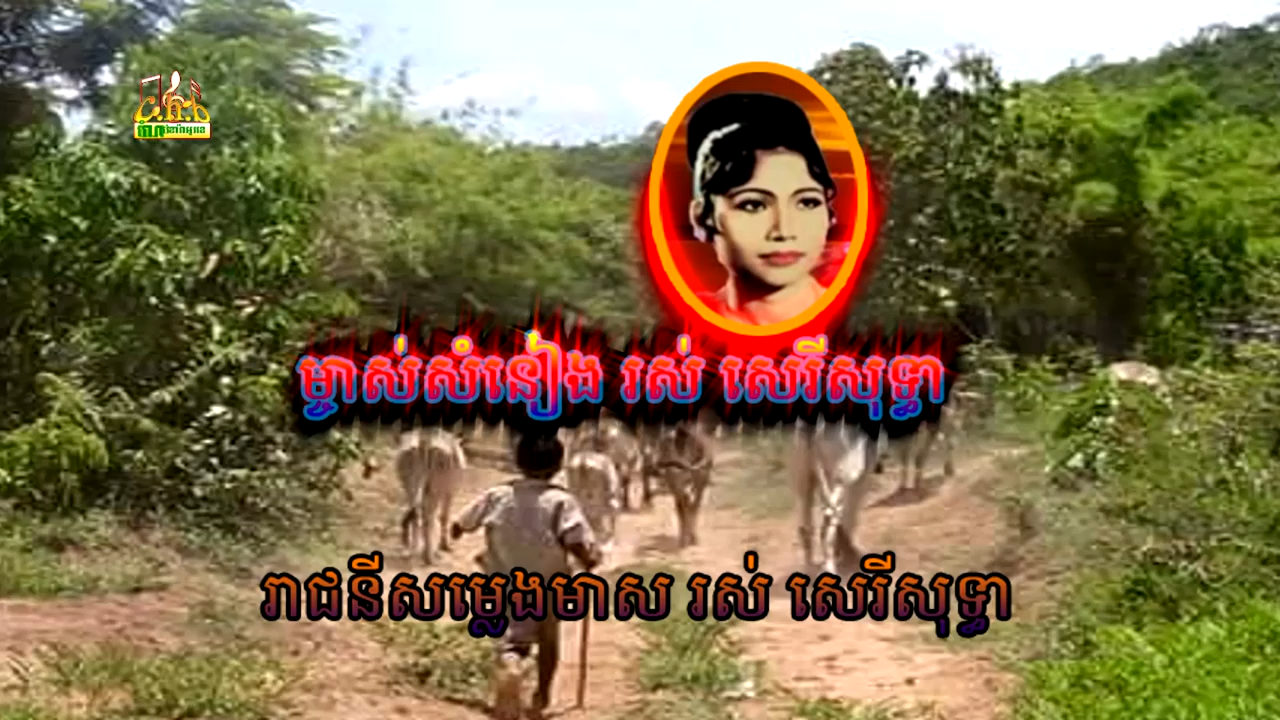 ម្ចាស់សំនៀង រស់ សេរីសុទ្ធា
រាជនីសម្លេងមាស រស់ សេរីសុទ្ធា